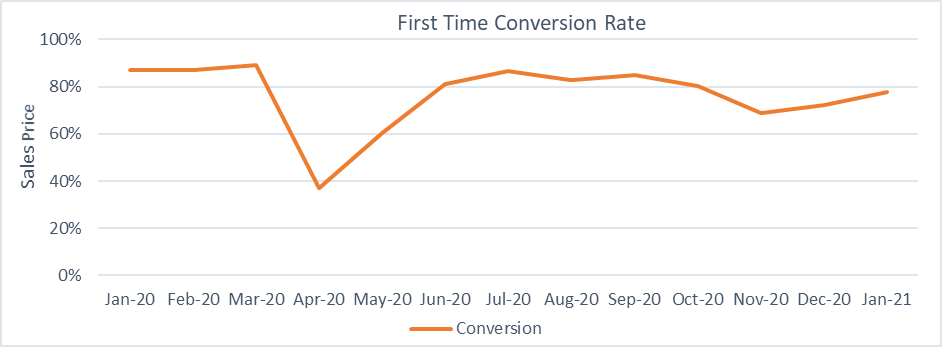 First Time Conversion Rate
100%
80%
60%
40%
20%
0%
Sales Price
Jan-20 Feb-20 Mar-20 Apr-20 May-20 Jun-20 Jul-20 Aug-20 Sep-20 Oct-20 Nov-20 Dec-20 Jan-21
Conversion